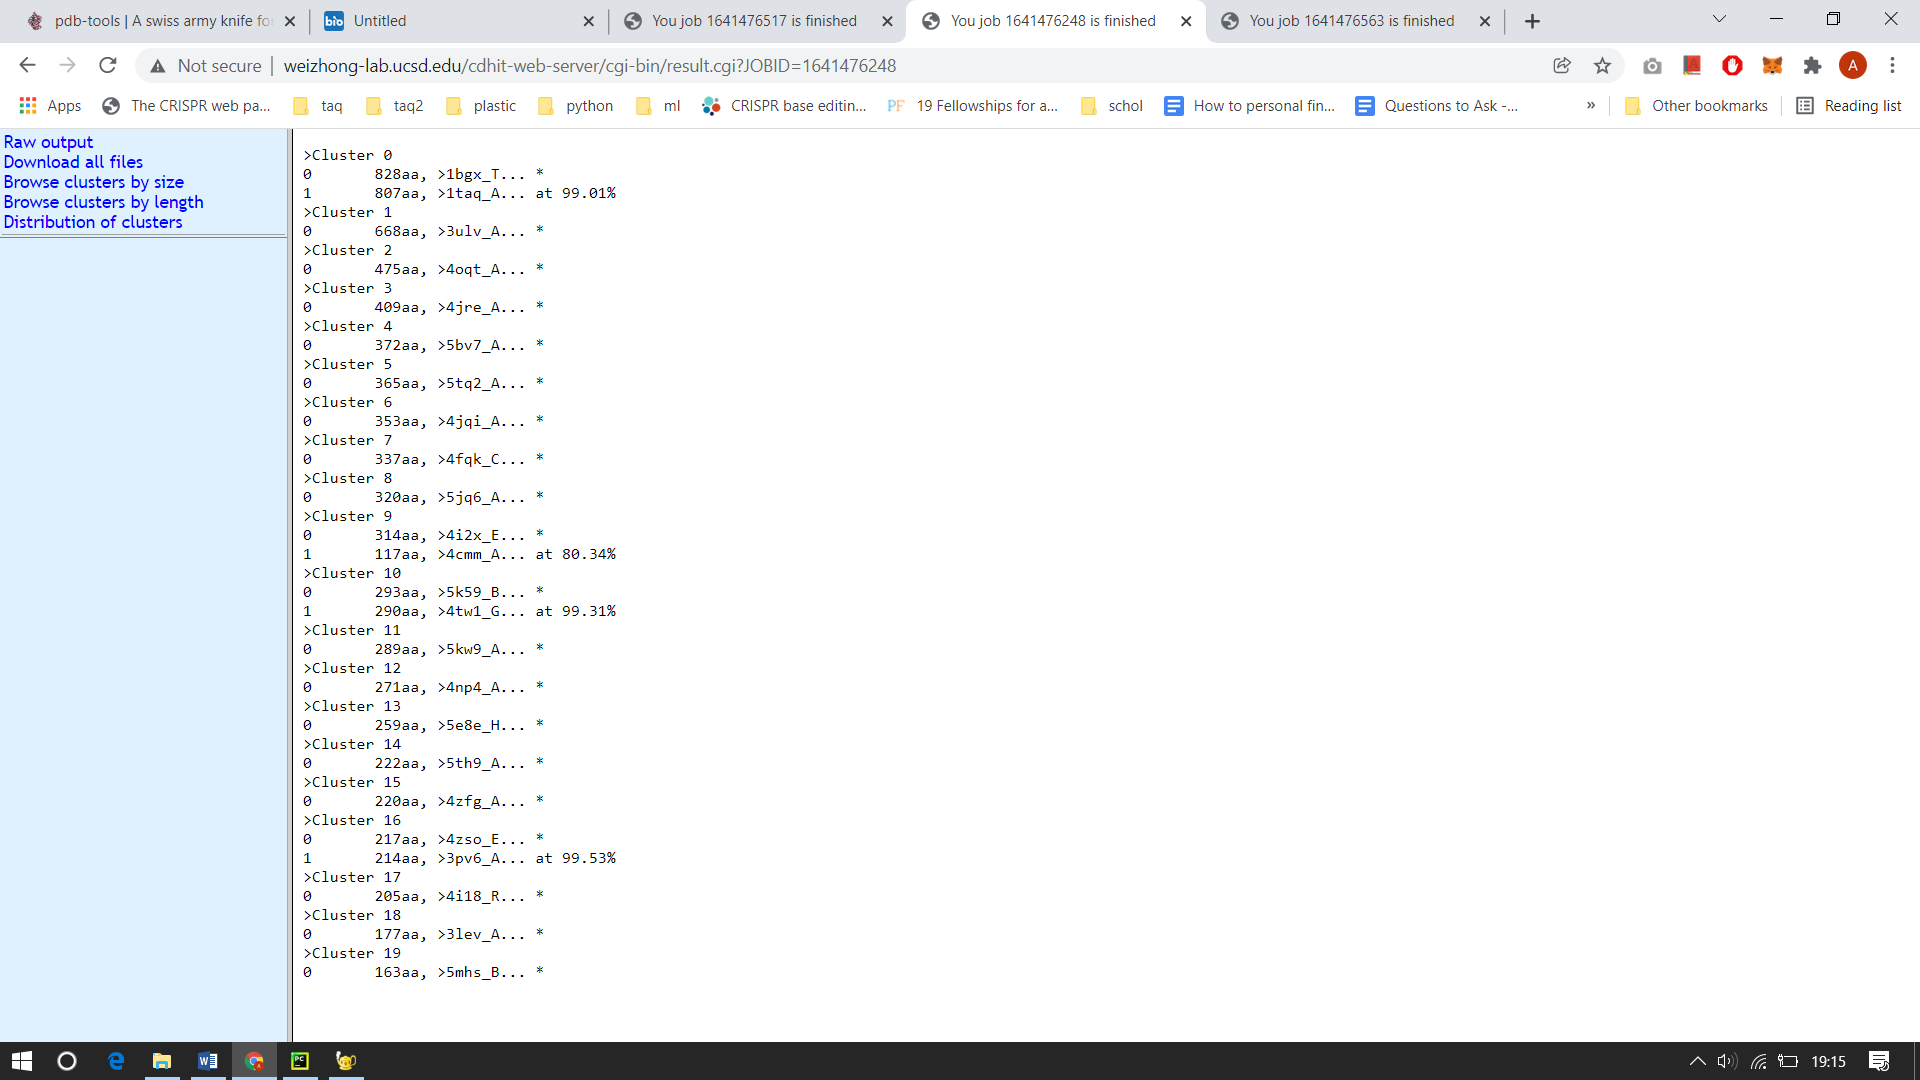 pdb-tools | A swiss army knife fo
Untitled
You job 1641476517 is finished
You job 1641476248 is finished
You job 1641476563 is finished
Not secure | weizhong-lab.ucsd.edu/cdhit-web-server/cgi-bin/result.cgi?JOBID=1641476248
A
Apps
The CRISPR web pa...
taq
taq2
plastic
python
ml
CRISPR base editin...
PF 19 Fellowships for a...
schol
How to personal fin...
Questions to Ask -...
»
Other bookmarks
Reading list
Raw output
Download all files
Browse clusters by size
Browse clusters by length
Distribution of clusters
>Cluster 0
0 828aa, >1bgx_T... *
1 807aa, >1taq_A... at 99.01%
>Cluster 1
0 668aa, >3ulv_A... *
>Cluster 2
0 475aa, >4oqt_A... *
>Cluster 3
0 409aa, >4jre_A... *
>Cluster 4
0 372aa, >5bv7_A... *
>Cluster 5
0 365aa, >5tq2_A... *
>Cluster 6
0 353aa, >4jqi_A... *
>Cluster 7
0 337aa, >4fqk_C... *
>Cluster 8
0 320aa, >5jq6_A... *
>Cluster 9
0 314aa, >4i2x_E... *
1 117aa, >4cmm_A... at 80.34%
>Cluster 10
0 293aa, >5k59_B... *
1 290aa, >4tw1_G... at 99.31%
>Cluster 11
0 289aa, >5kw9_A... *
>Cluster 12
0 271aa, >4np4_A... *
>Cluster 13
0 259aa, >5e8e_H... *
>Cluster 14
0 222aa, >5th9_A... *
>Cluster 15
0 220aa, >4zfg_A... *
>Cluster 16
0 217aa, >4zso_E... *
1 214aa, >3pv6_A... at 99.53%
>Cluster 17
0 205aa, >4i18_R... *
>Cluster 18
0 177aa, >3lev_A... *
>Cluster 19
0 163aa, >5mhs_B... *
19:15